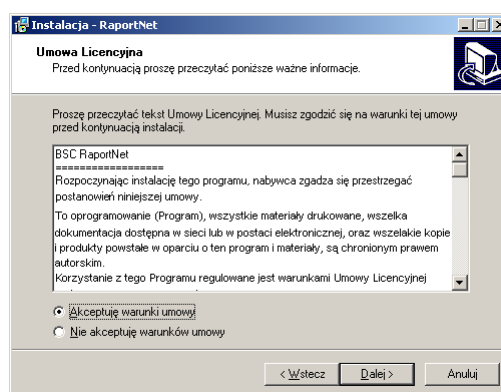 Instalacja - RaportNet
Umowa Licencyjna
Przed kontynuacją proszę przeczytać poniższe ważne informacje.
Proszę przeczytać tekst Umowy Licencyjnej. Musisz zgodzić się na warunki tej umowy
przed kontynuacją instalacji.
BSC RaportNet
==================
Rozpoczynając instalację tego programu, nabywca zgadza się przestrzegać
postanowień niniejszej umowy.
To oprogramowanie (Program), wszystkie materiały drukowane, wszelka
dokumentacja dostępna w sieci lub w postaci elektronicznej, oraz wszelakie kopie
i produkty powstałe w oparciu o ten program i materiały, są chronionym prawem
autorskim.
Korzystanie z tego Programu regulowane jest warunkami Umowy Licencyjnej
Akceptuję warunki umowy
Nie akceptuję warunków umowy
< Wstecz
Dalej >
Anuluj